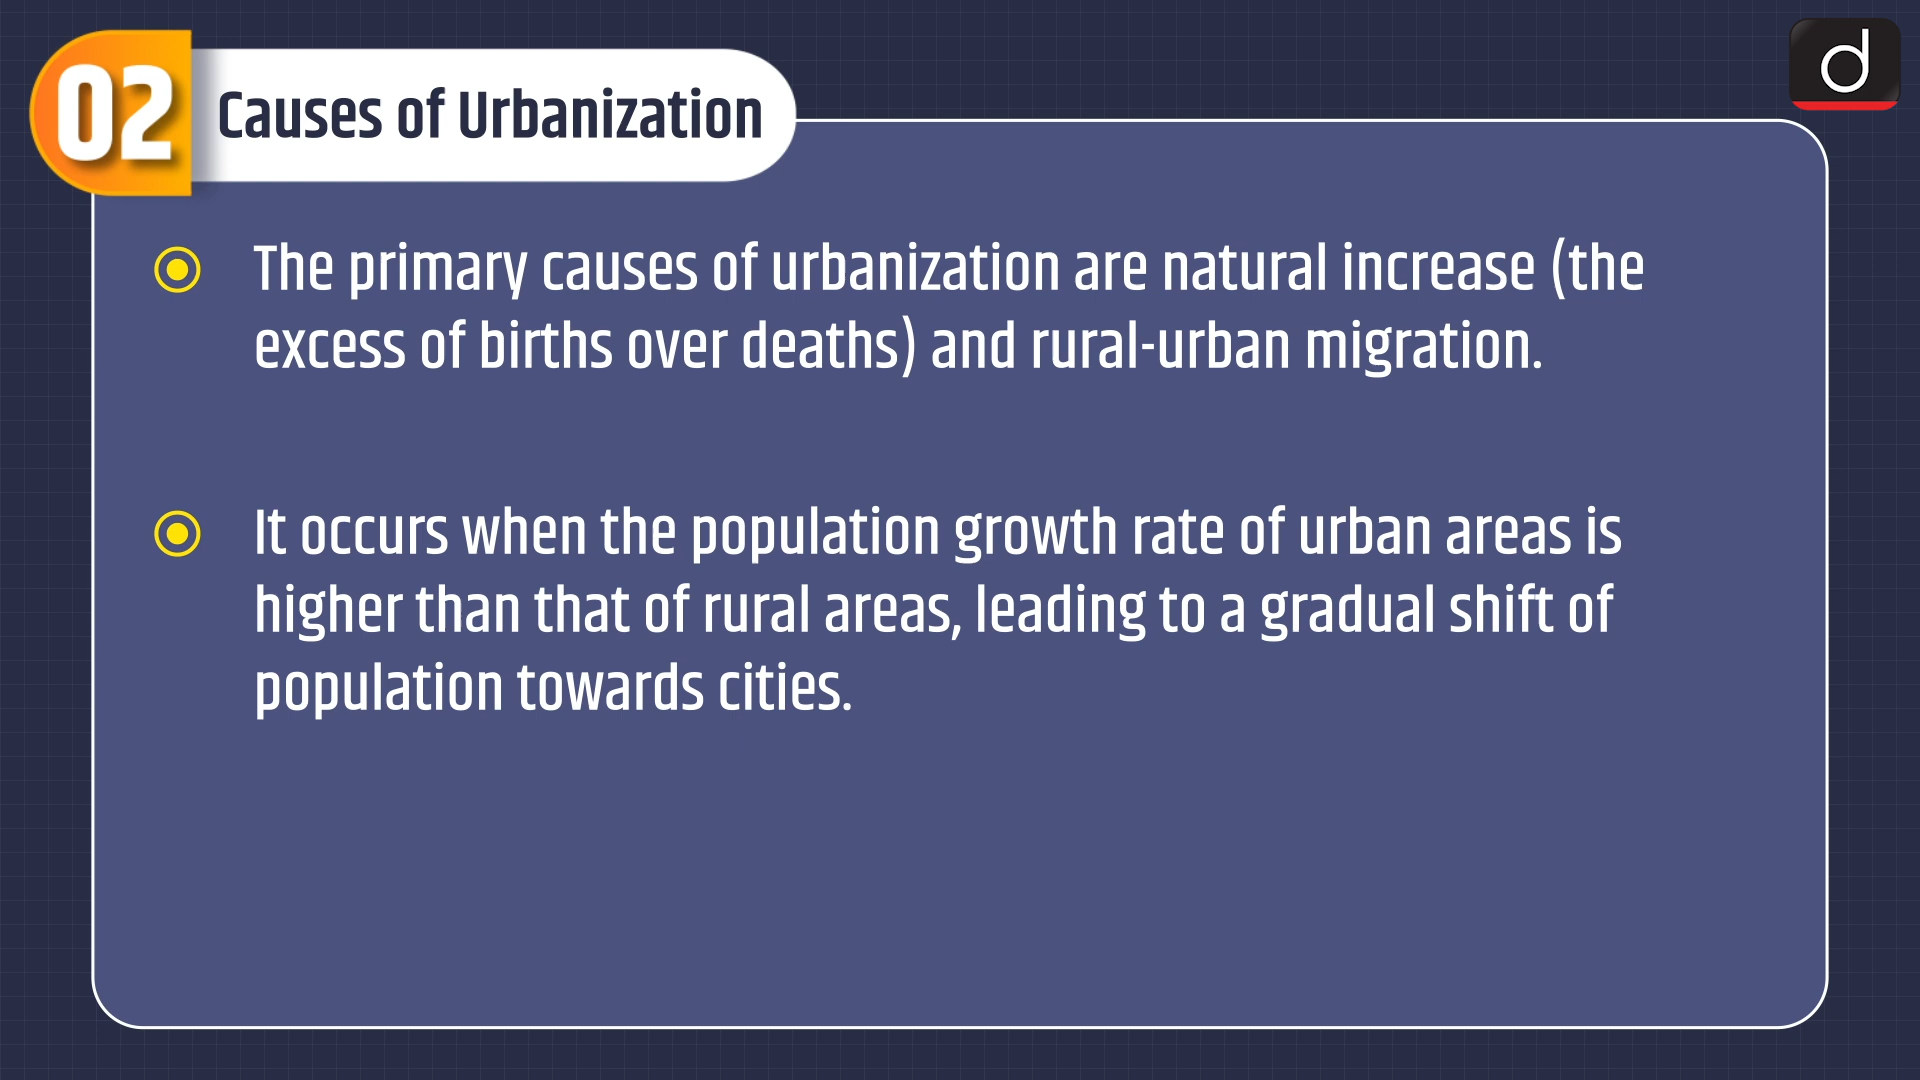 02
Causes of Urbanization
d
The primary causes of urbanization are natural increase (the
excess of births over deaths) and rural-urban migration.
It occurs when the population growth rate of urban areas is
higher than that of rural areas, leading to a gradual shift of
population towards cities.